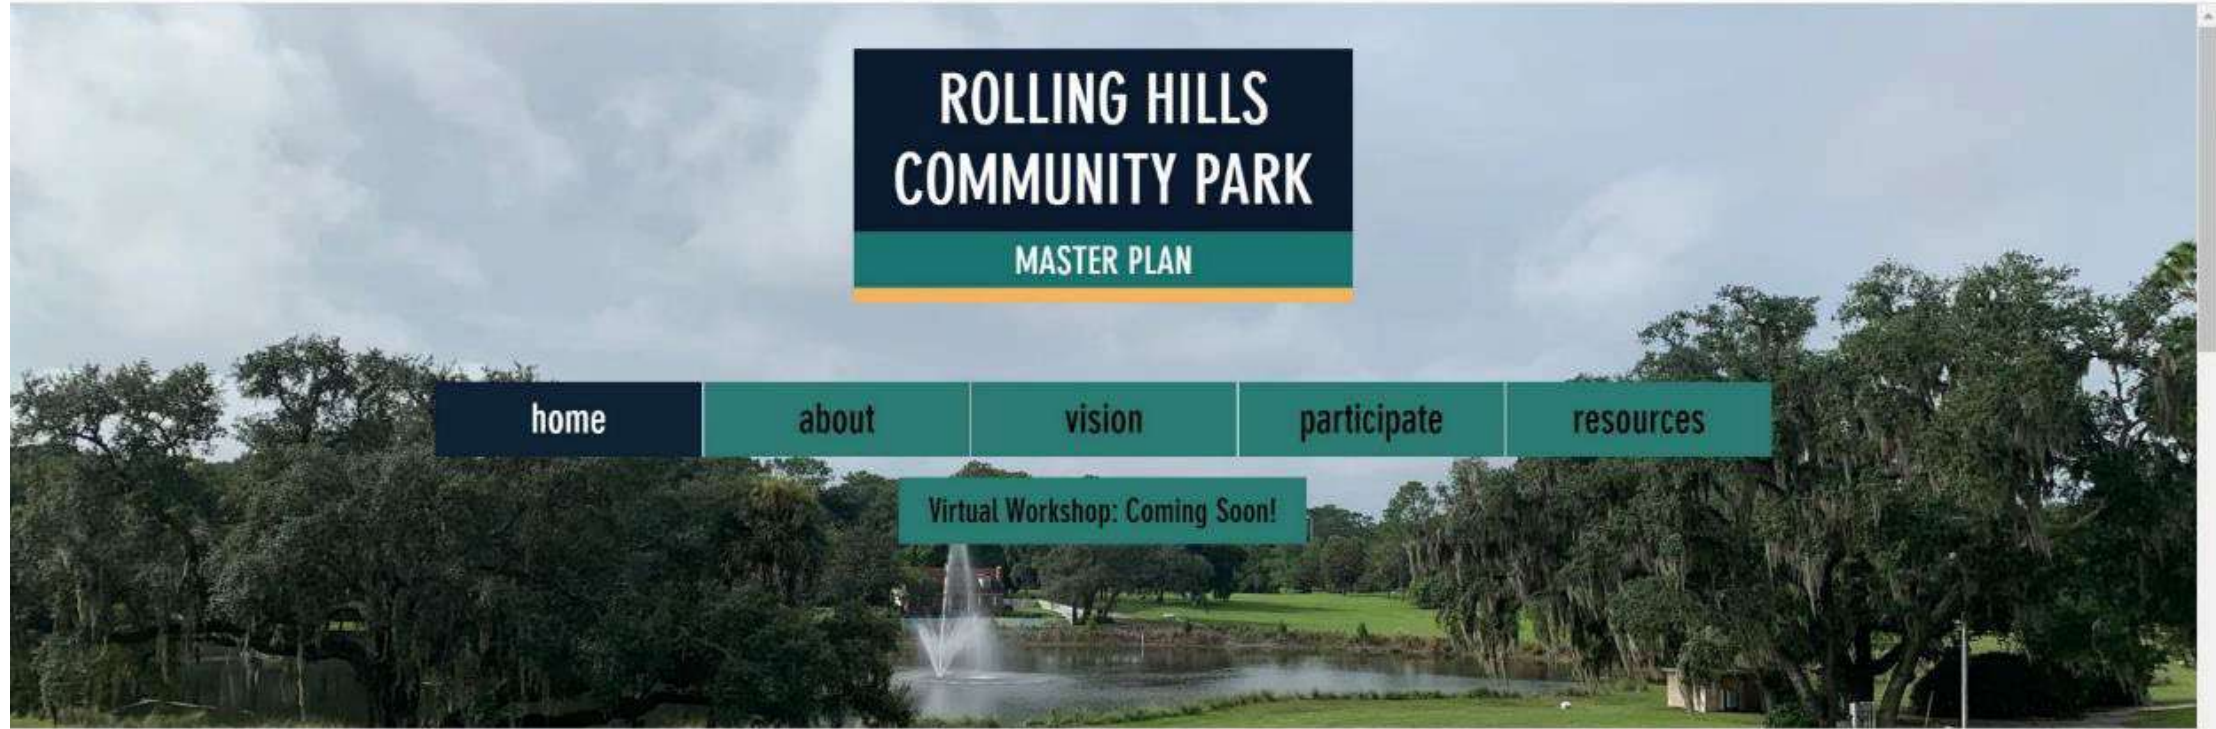 ROLLING HILLS
COMMUNITY PARK
MASTER PLAN
home about vision participate resources
Virtual Workshop: Coming Soon!